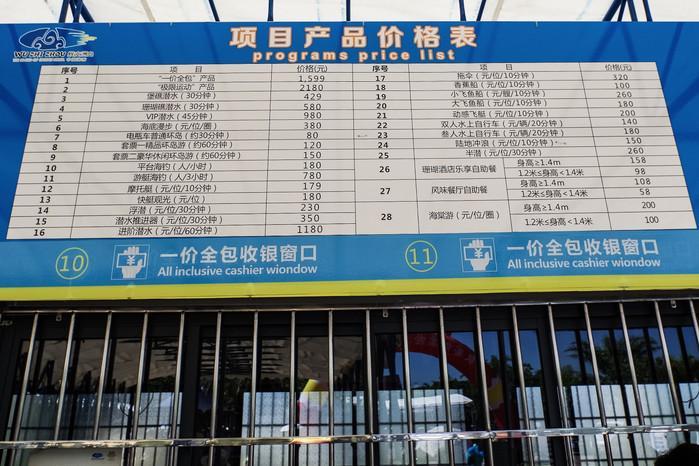 WU ZHI ZHOU
项目产品价格表
programs price list
序号 项 目 价格(元)
1 “一价全包”产品 1,599
2 “极限运动”产品 2180
3 堡礁潜水（30分钟） 429
4 珊瑚礁潜水（30分钟） 580
5 VIP潜水（45分钟） 980
6 海底漫步（元/位/圈） 380
7 电瓶车普通环岛（约30分钟） 80
8 套票一产品环岛游（约60分钟） 120
9 套票二豪华休闲环岛游（约60分钟） 150
10 平台海钓（人/小时） 180
11 游艇海钓（人/3小时） 780
12 摩托艇（元/位/10分钟） 179
13 快艇观光（元/位） 180
14 浮潜（元/位/30分钟） 230
15 潜水推进器（元/位/30分钟） 350
16 进阶潜水（元/位/60分钟） 1180
序号 项 目 价格(元)
17 拖伞（元/位/10分钟） 320
18 香蕉船（元/位/10分钟） 100
19 小飞鱼船（元/艘/10分钟） 260
20 大飞鱼船（元/位/10分钟） 180
21 动感飞艇（元/位/10分钟） 200
22 双人水上自行车（元/辆/20分钟） 140
23 叁人水上自行车（元/辆/20分钟） 180
24 陆地冲浪（元/位/10分钟） 150
25 半潜（元/位/30分钟） 260
26 珊瑚酒店乐享自助餐 身高≥1.4m 158
1.2米≤身高<1.4米 98
27 风味餐厅自助餐 身高≥1.4m 108
1.2米≤身高<1.4米 58
28 海棠游（元/位/圈） 身高≥1.4m 200
1.2米≤身高<1.4米 100
10 一价全包收银窗口
All inclusive cashier wiondow
11 一价全包收银窗口
All inclusive cashier wiondow